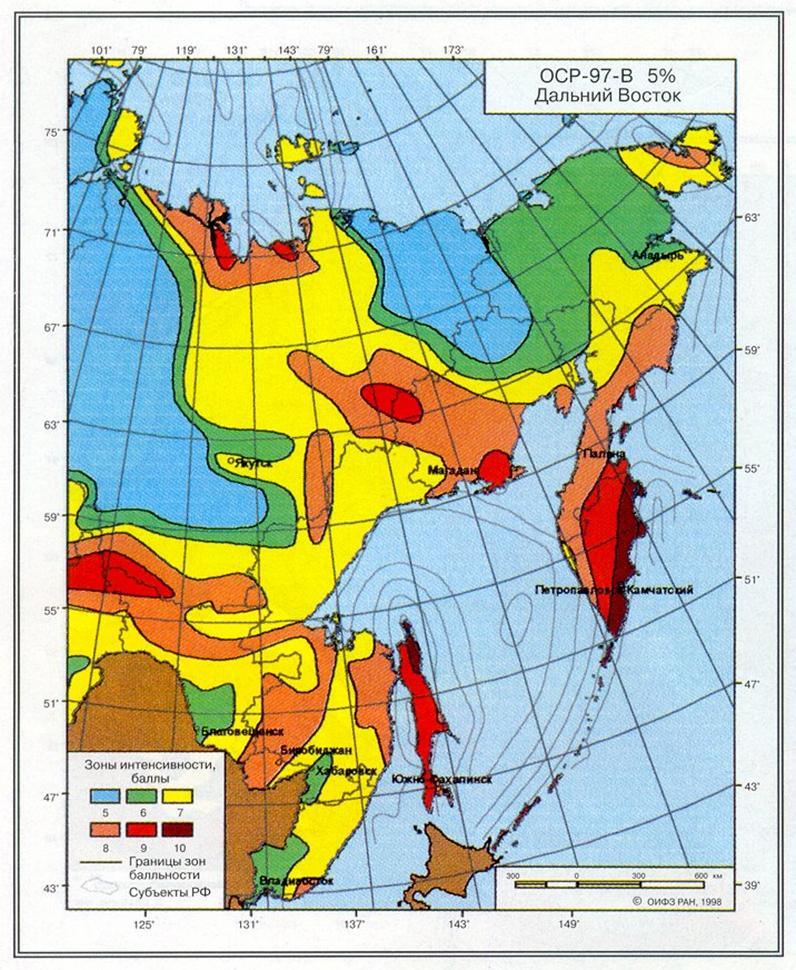 101° 79° 119° 131° 143° 79° 161° 173°
ОСР-97-В 5%
Дальний Восток
75°
71°
67°
63°
59°
55°
51°
47°
43°
63°
59°
55°
51°
47°
43°
39°
Анадырь
Якутск
Магадан
Палана
Петропавловск-Камчатский
Благовещенск
Биробиджан
Хабаровск
Южно-Сахалинск
Владивосток
Зоны интенсивности,
баллы
5 6 7
8 9 10
Границы зон
балльности
Субъекты РФ
300 0 300 600 км
© ОИФЗ РАН, 1998
125° 131° 137° 143° 149°